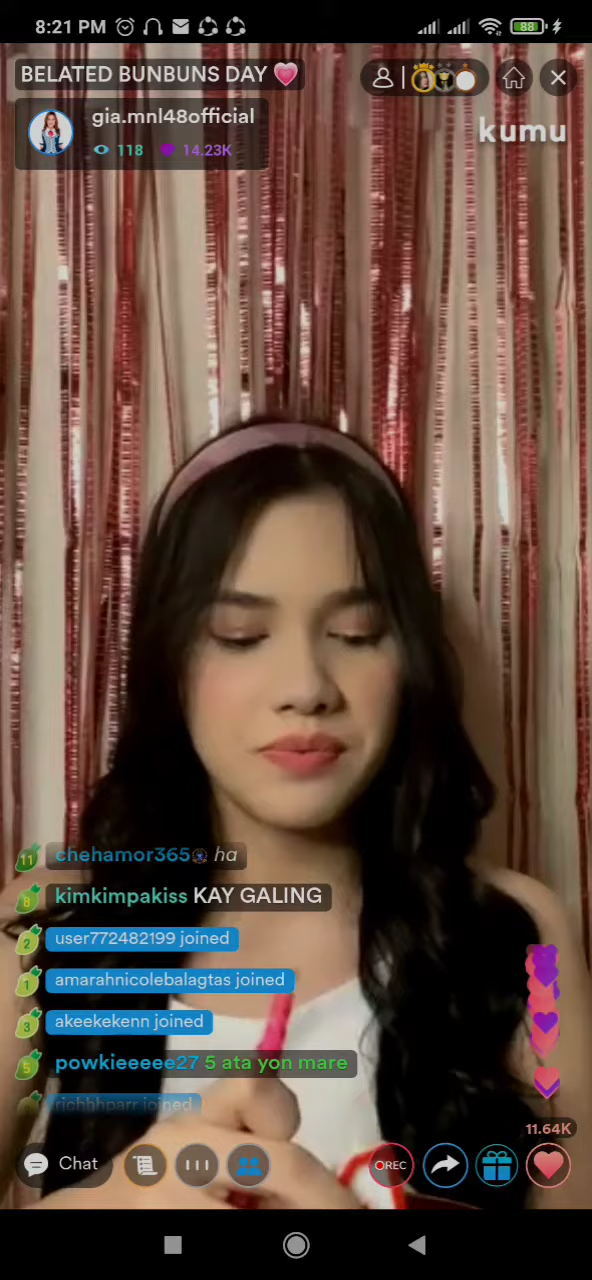 8:21 PM
88
BELATED BUNBUNS DAY
gia.mnl48official
118 14.23K
kumu
11 chehamor365 ha
8 kimkimpakiss KAY GALING
2 user772482199 joined
1 amarahnicolebalagtas joined
3 akeekekenn joined
5 powkieeeee27 5 ata yon mare
richhhparr joined
11.64K
Chat
REC